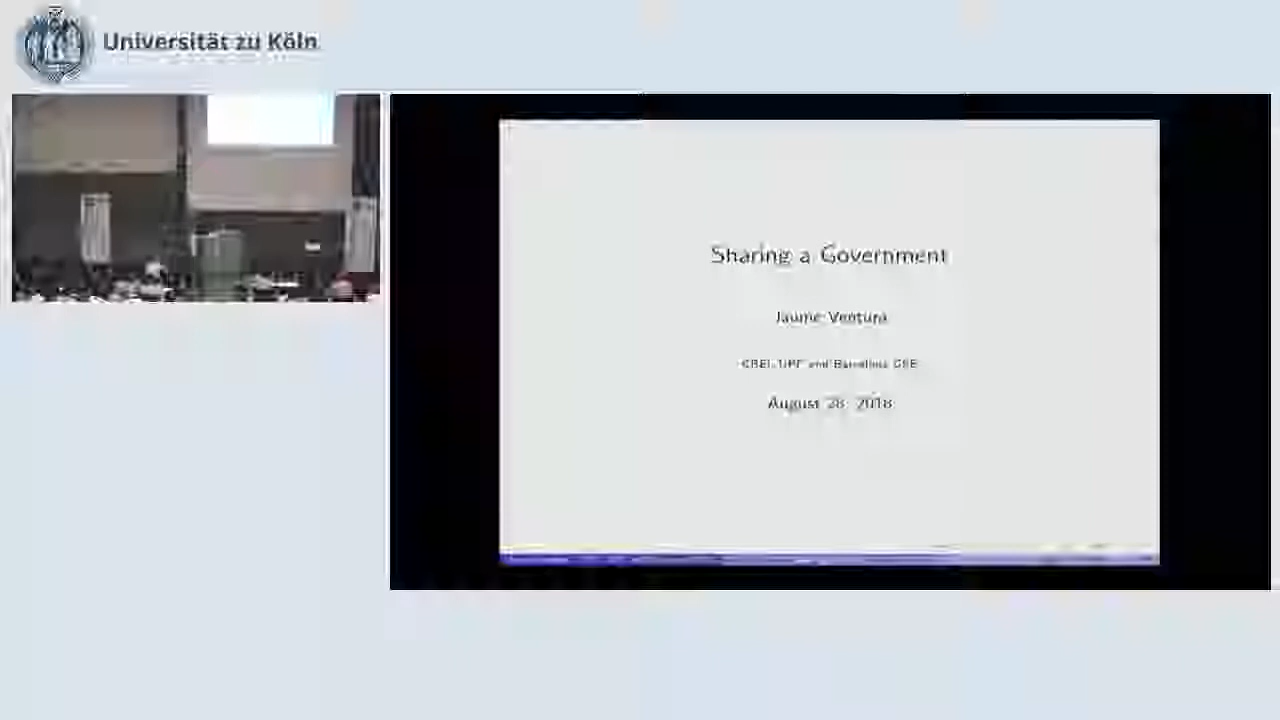 Universität zu Köln
Sharing a Government
Jaume Ventura
CREI, UPF and Barcelona GSE
August 28, 2018